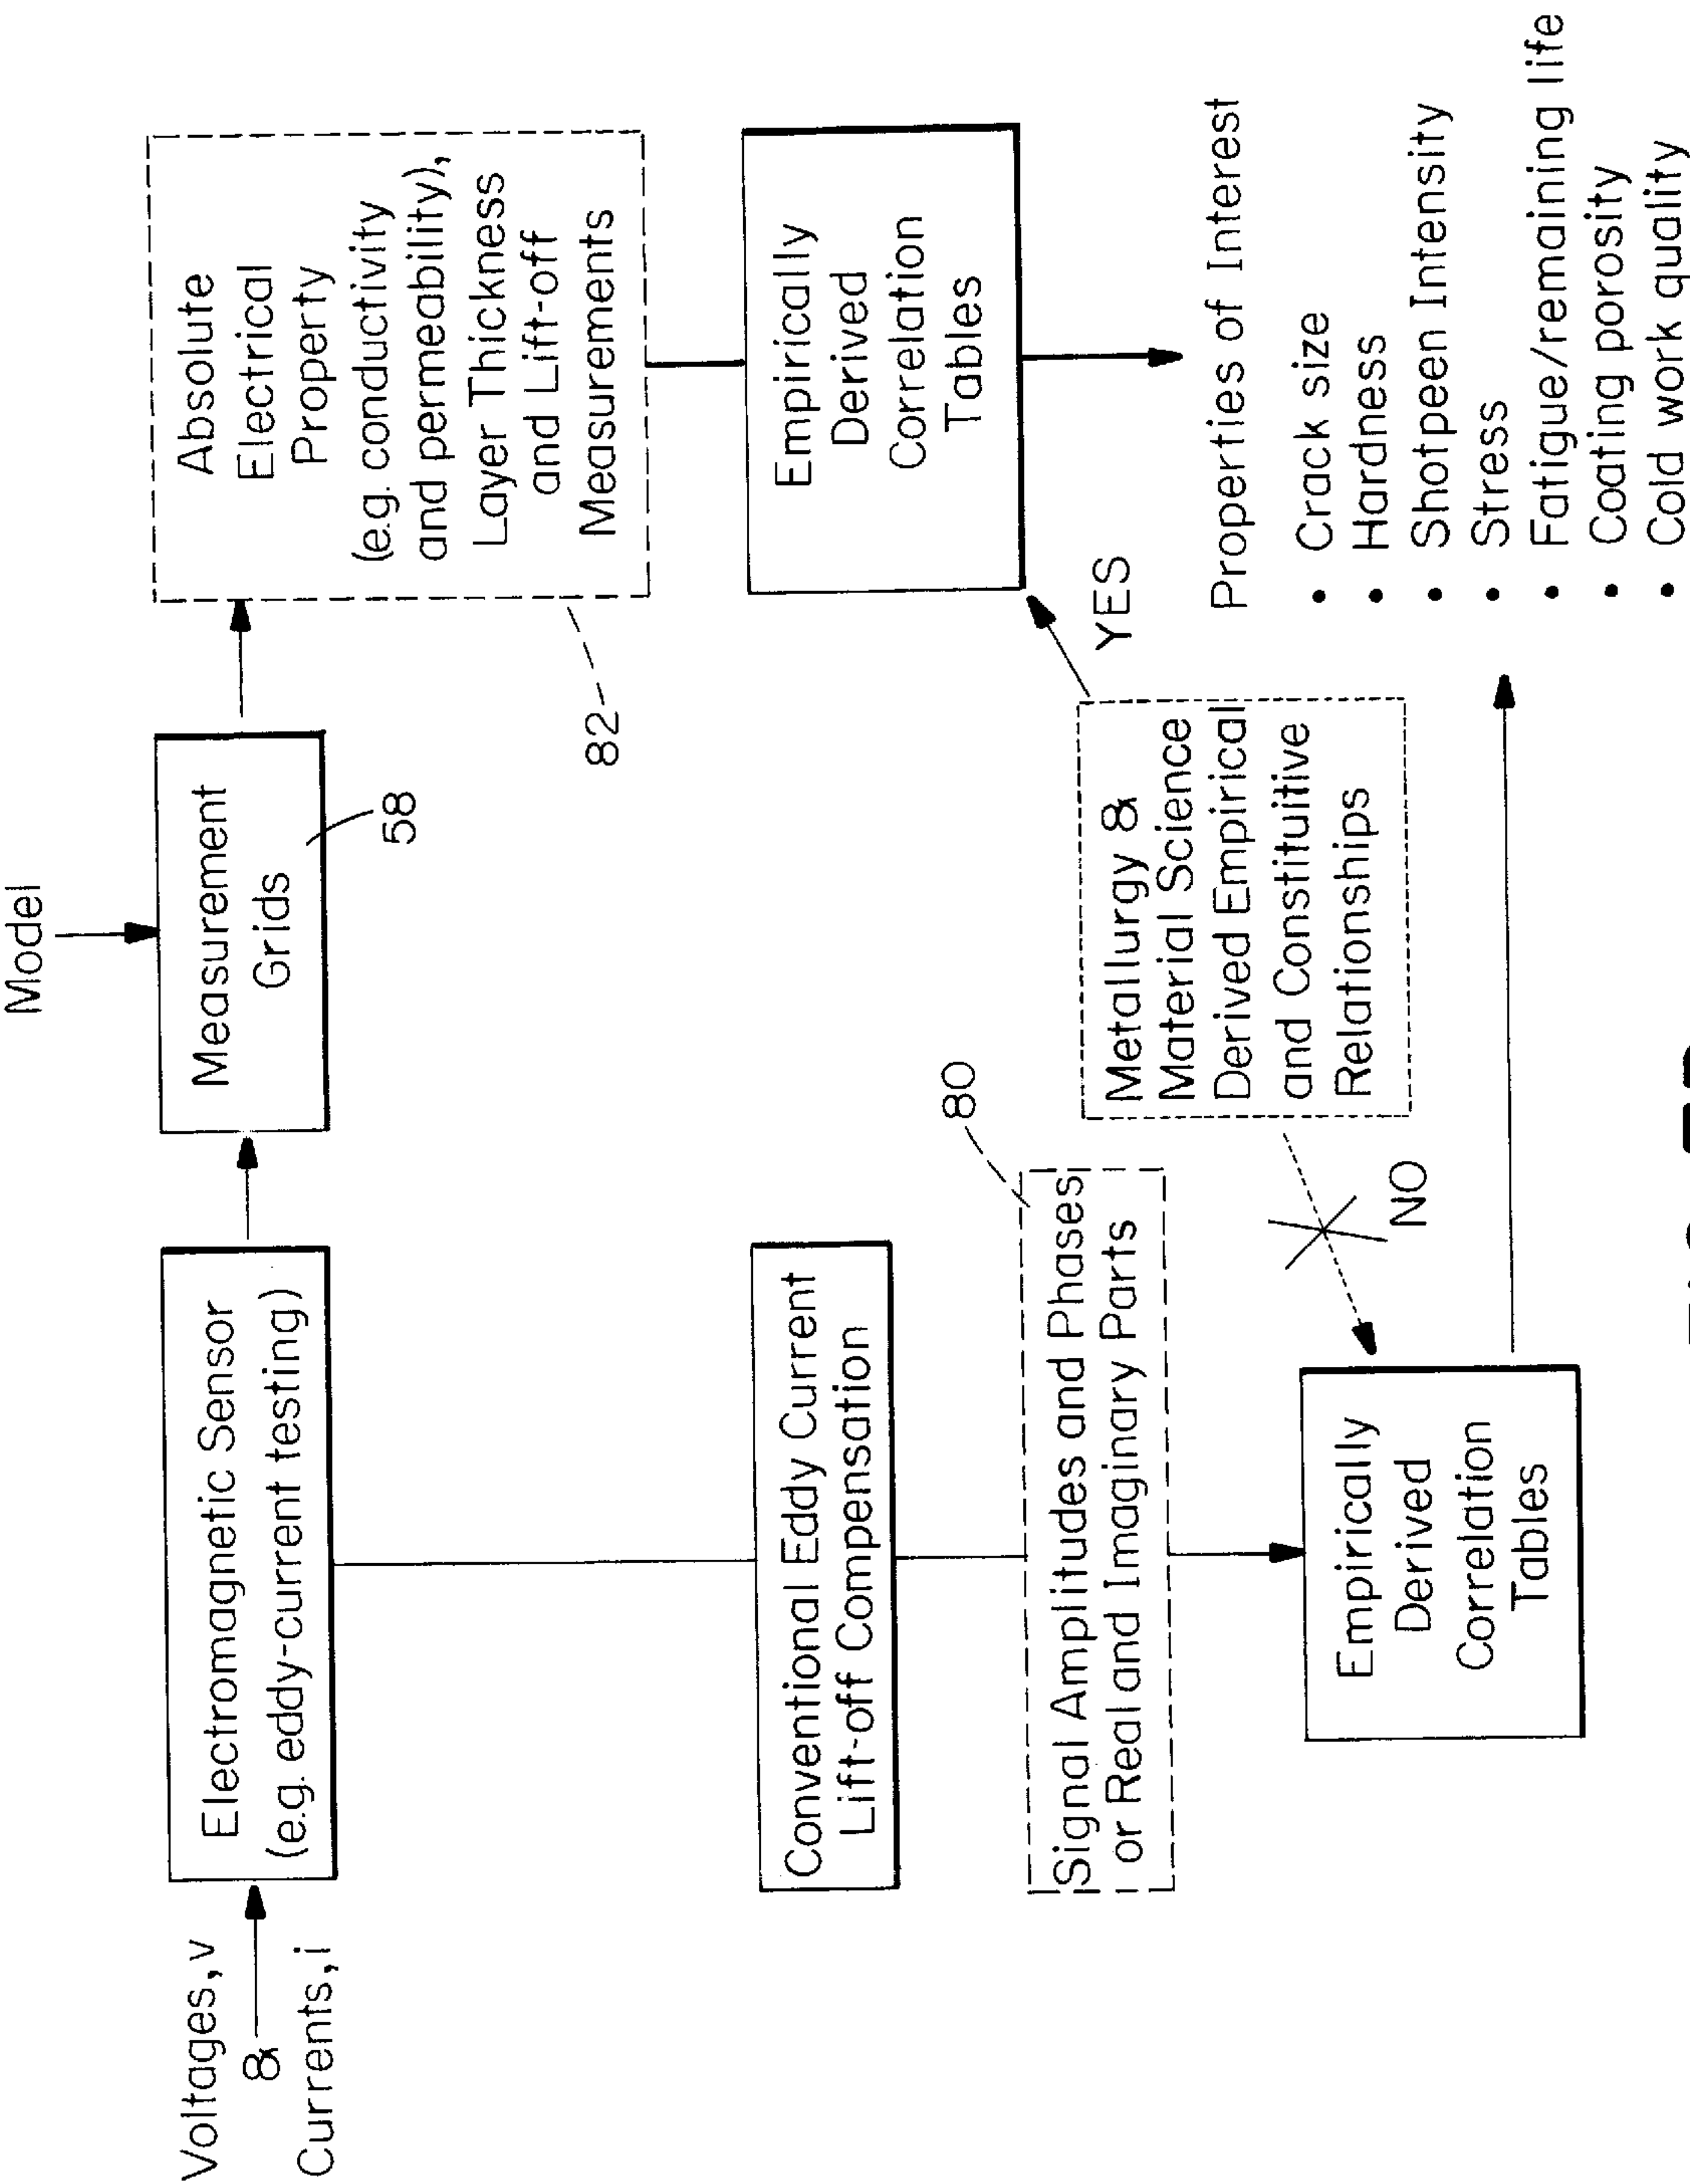 Model
Voltages,v
&
Currents,i
Electromagnetic Sensor
(e.g. eddy-current testing)
Measurement
Grids
58
Absolute
Electrical
Property
(e.g. conductivity
and permeability),
Layer Thickness
and Lift-off
Measurements
82
Conventional Eddy Current
Lift-off Compensation
Empirically
Derived
Correlation
Tables
80
Signal Amplitudes and Phases
or Real and Imaginary Parts
Metallurgy &
Material Science
Derived Empirical
and Constituitive
Relationships
YES
NO
Empirically
Derived
Correlation
Tables
Properties of Interest
• Crack size
• Hardness
• Shotpeen Intensity
• Stress
• Fatigue/remaining life
• Coating porosity
• Cold work quality